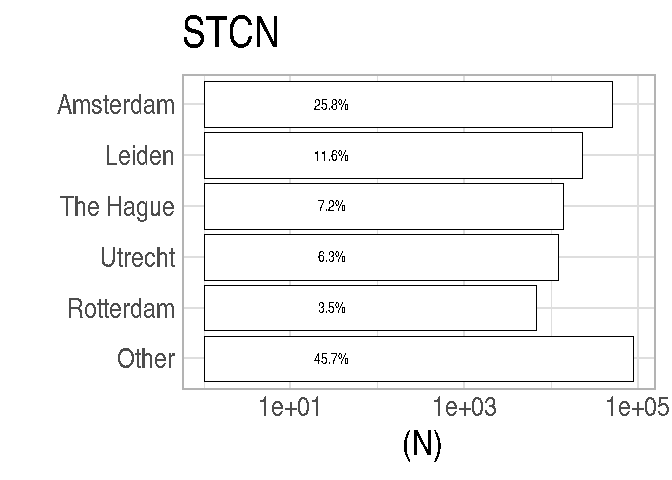 STCN
Amsterdam 25.8%
Leiden 11.6%
The Hague 7.2%
Utrecht 6.3%
Rotterdam 3.5%
Other 45.7%
1e+01 1e+03 1e+05
(N)